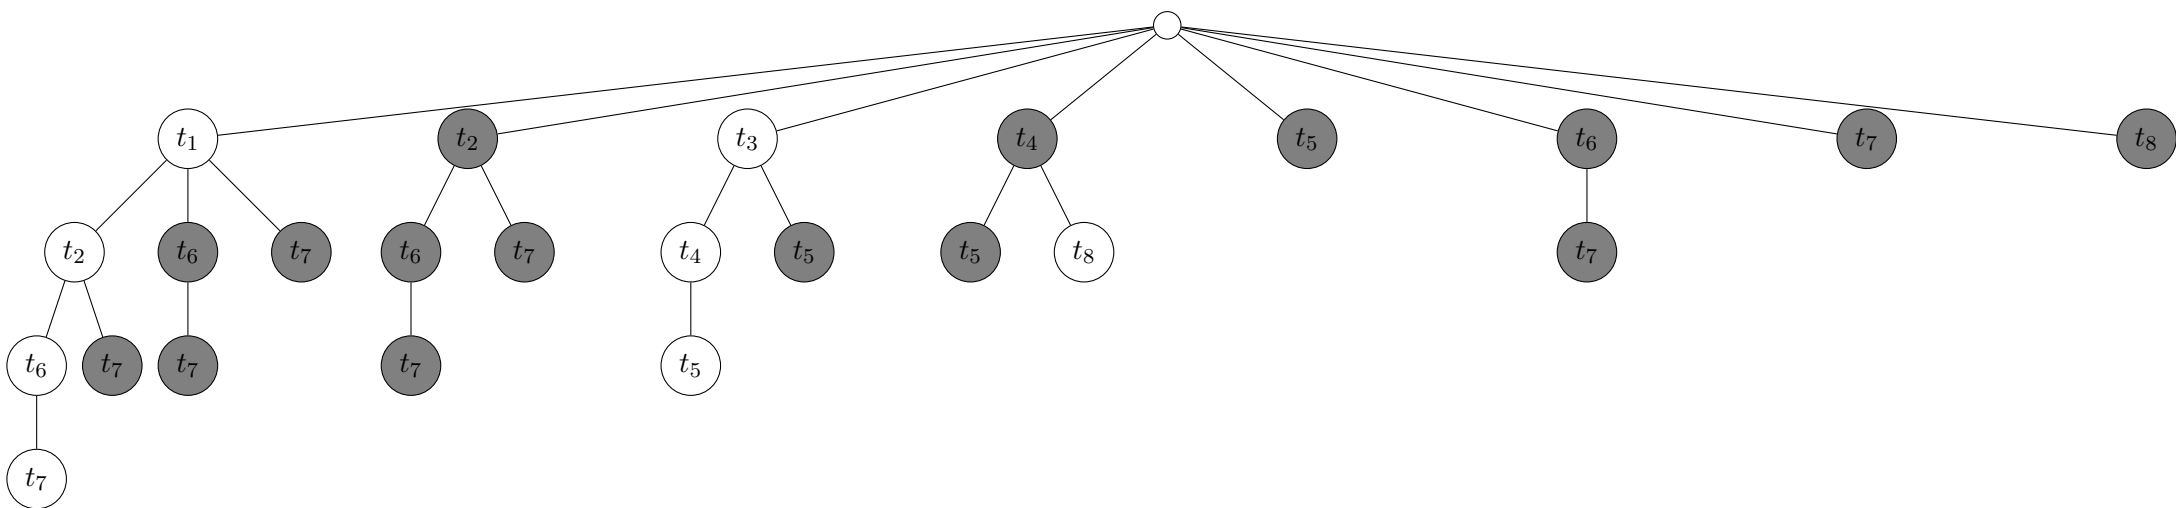 t₁ t₂ t₃ t₄ t₅ t₆ t₇ t₈
t₂ t₆ t₇ t₆ t₇ t₄ t₅ t₅ t₈ t₇
t₆ t₇ t₇ t₇ t₅
t₇